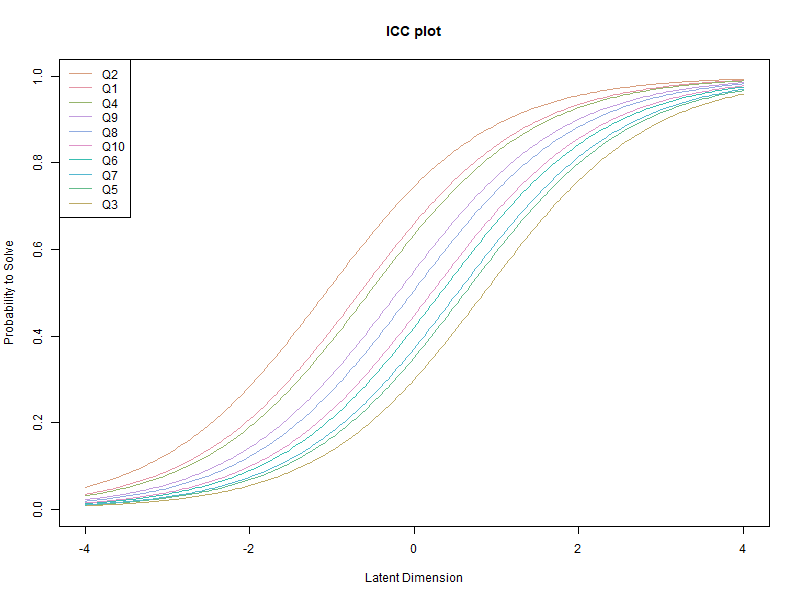 ICC plot
Q2
Q1
Q4
Q9
Q8
Q10
Q6
Q7
Q5
Q3
1.0
0.8
0.6
0.4
0.2
0.0
Probability to Solve
-4 -2 0 2 4
Latent Dimension